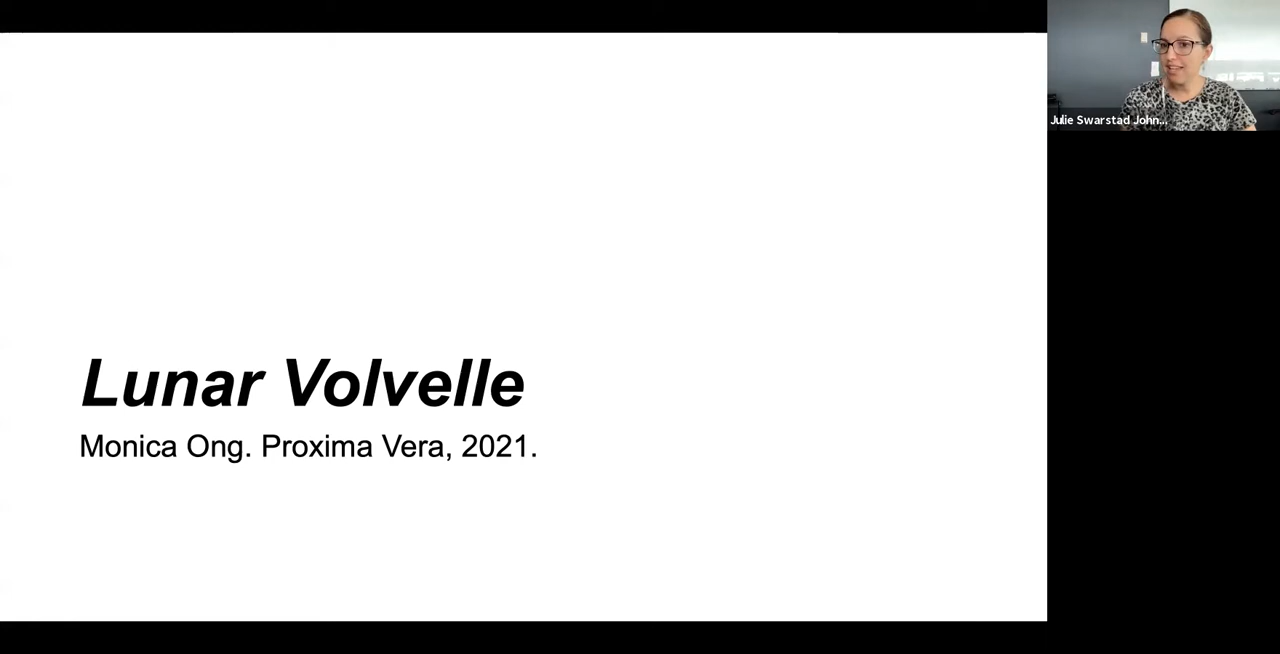 Julie Swarstad John...
Lunar Volvelle
Monica Ong. Proxima Vera, 2021.